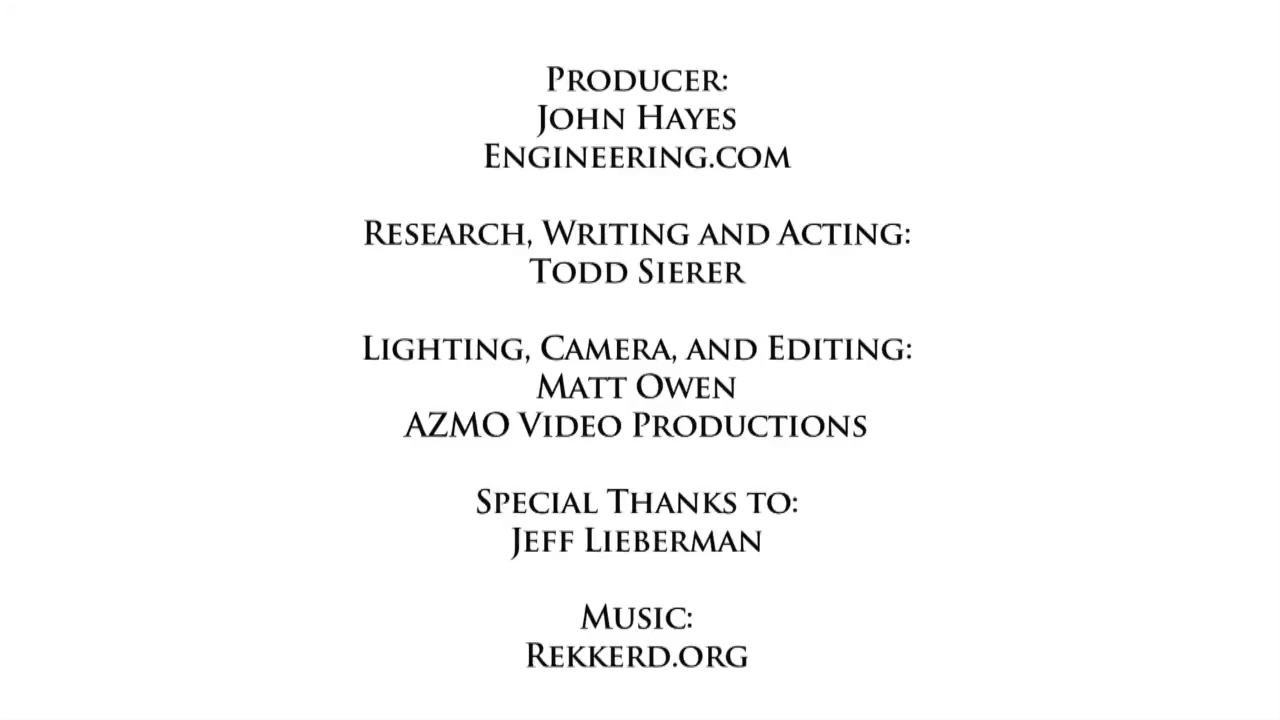 Producer:
John Hayes
Engineering.com
Research, Writing and Acting:
Todd Sierer
Lighting, Camera, and Editing:
Matt Owen
AZMO Video Productions
Special Thanks to:
Jeff Lieberman
Music:
Rekkerd.org